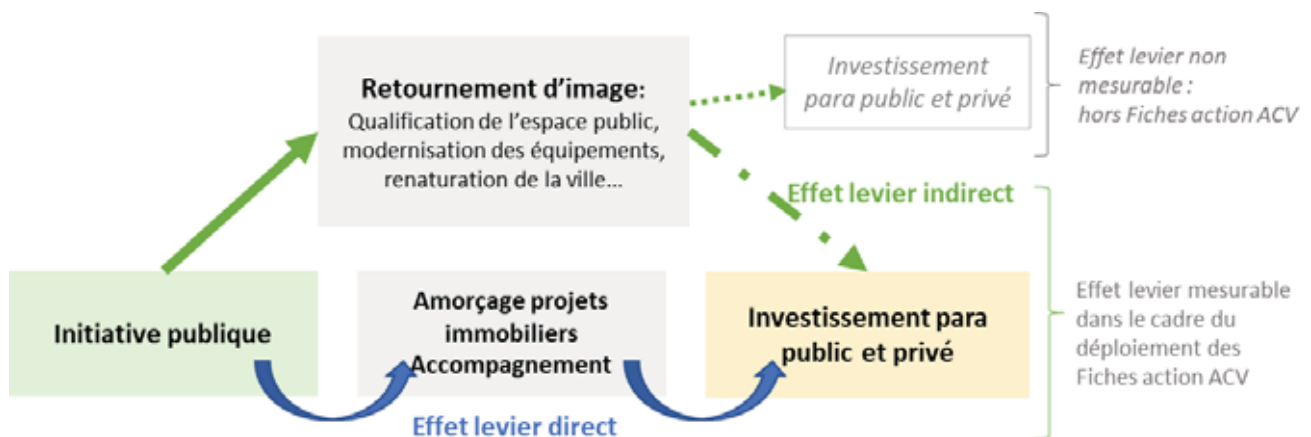 Retournement d’image:
Qualification de l’espace public,
modernisation des équipements,
renaturation de la ville...
Investissement
para public et privé
Effet levier non
mesurable :
hors Fiches action ACV
Effet levier indirect
Initiative publique
Amorçage projets
immobiliers
Accompagnement
Investissement para
public et privé
Effet levier mesurable
dans le cadre du
déploiement des
Fiches action ACV
Effet levier direct